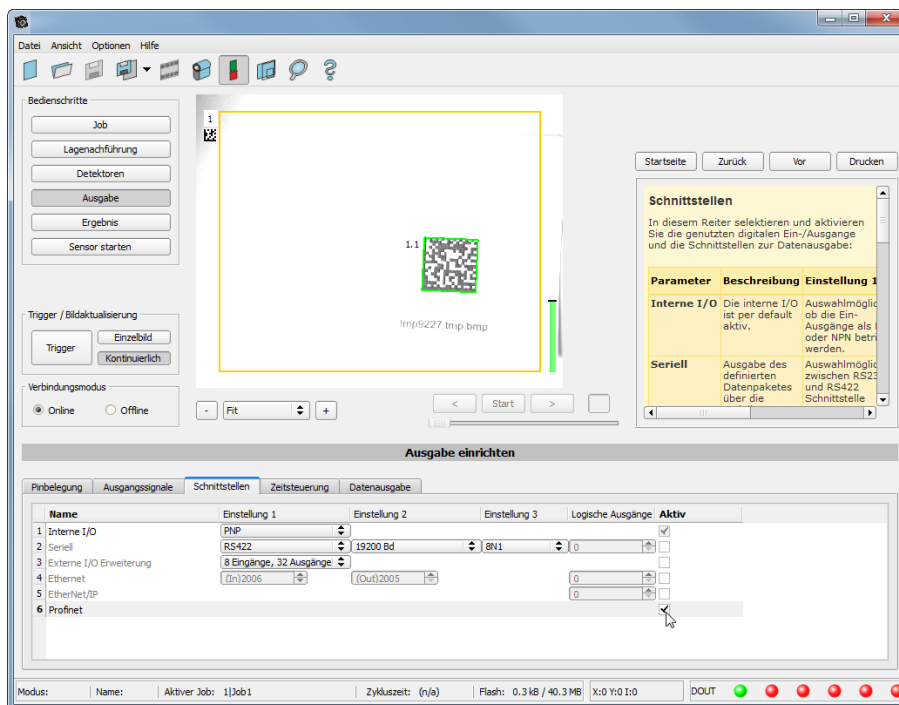 Datei Ansicht Optionen Hilfe
Bedienschritte
Job
Lagenachführung
Detektoren
Ausgabe
Ergebnis
Sensor starten
Trigger / Bildaktualisierung
Trigger
Einzelbild
Kontinuierlich
Verbindungsmodus
Online Offline
1
1.1
!mp9227.tmp.bmp
- Fit +
< Start >
Startseite Zurück Vor Drucken
Schnittstellen
In diesem Reiter selektieren und aktivieren
Sie die genutzten digitalen Ein-/Ausgange
und die Schnittstellen zur Datenausgabe:
Parameter Beschreibung Einstellung 1
Interne I/O Die interne I/O Auswahlmöglic
ist per default ob die Ein-
aktiv. Ausgänge als
oder NPN betri
werden.
Seriell Ausgabe des Auswahlmöglic
definierten zwischen RS23
Datenpaketes und RS422
über die Schnittstelle
Ausgabe einrichten
Pinbelegung Ausgangssignale Schnittstellen Zeitsteuerung Datenausgabe
Name Einstellung 1 Einstellung 2 Einstellung 3 Logische Ausgänge Aktiv
1 Interne I/O PNP
2 Seriell RS422 19200 Bd 8N1 0
3 Externe I/O Erweiterung 8 Eingänge, 32 Ausgänge
4 Ethernet (In)2006 (Out)2005 0
5 EtherNet/IP 0
6 Profinet
Modus: Name: Aktiver Job: 1|Job1 Zykluszeit: (n/a) Flash: 0.3 kB / 40.3 MB X:0 Y:0 I:0 DOUT